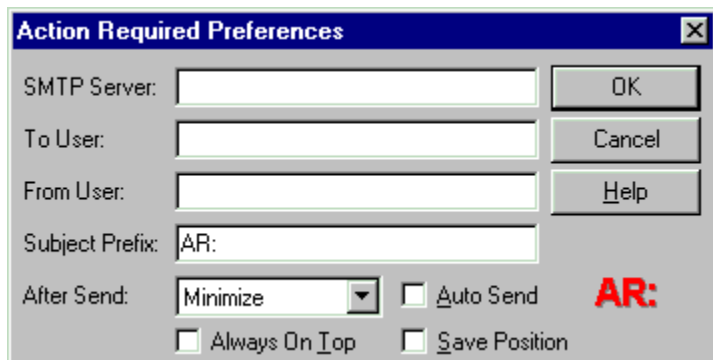 Action Required Preferences
SMTP Server: OK
To User: Cancel
From User: Help
Subject Prefix: AR:
After Send: Minimize Auto Send AR:
Always On Top Save Position